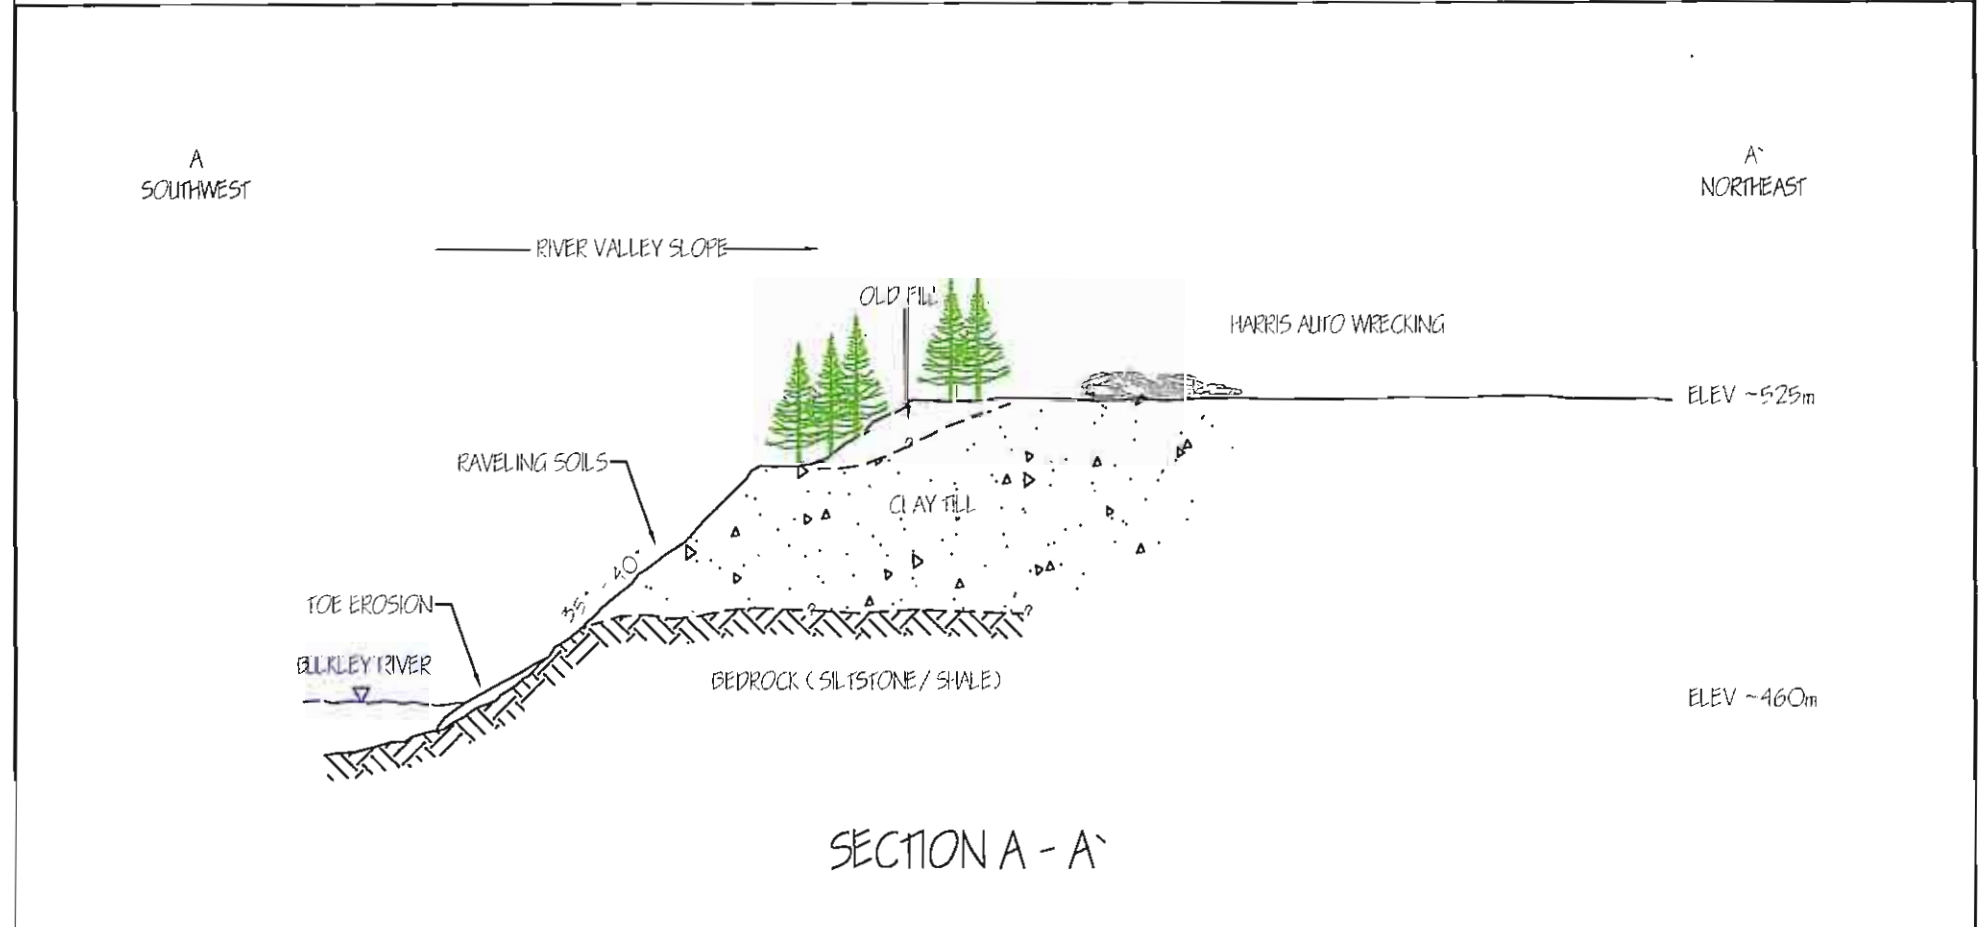 A
SOUTHWEST
A`
NORTHEAST
RIVER VALLEY SLOPE
OLD FILL
HARRIS AUTO WRECKING
ELEV ~525m
RAVELING SOILS
?
CLAY TILL
35° - 40°
TOE EROSION
?
?
BULKLEY RIVER
BEDROCK ( SILTSTONE / SHALE )
ELEV ~460m
SECTION A - A`